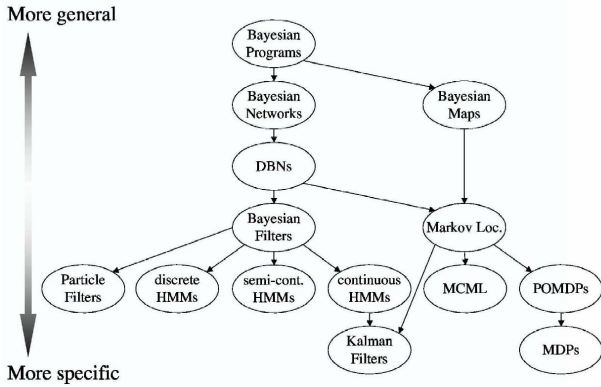 More general
Bayesian
Programs
Bayesian
Networks
Bayesian
Maps
DBNs
Bayesian
Filters
Markov Loc.
Particle
Filters
discrete
HMMs
semi-cont.
HMMs
continuous
HMMs
MCML
POMDPs
Kalman
Filters
MDPs
More specific